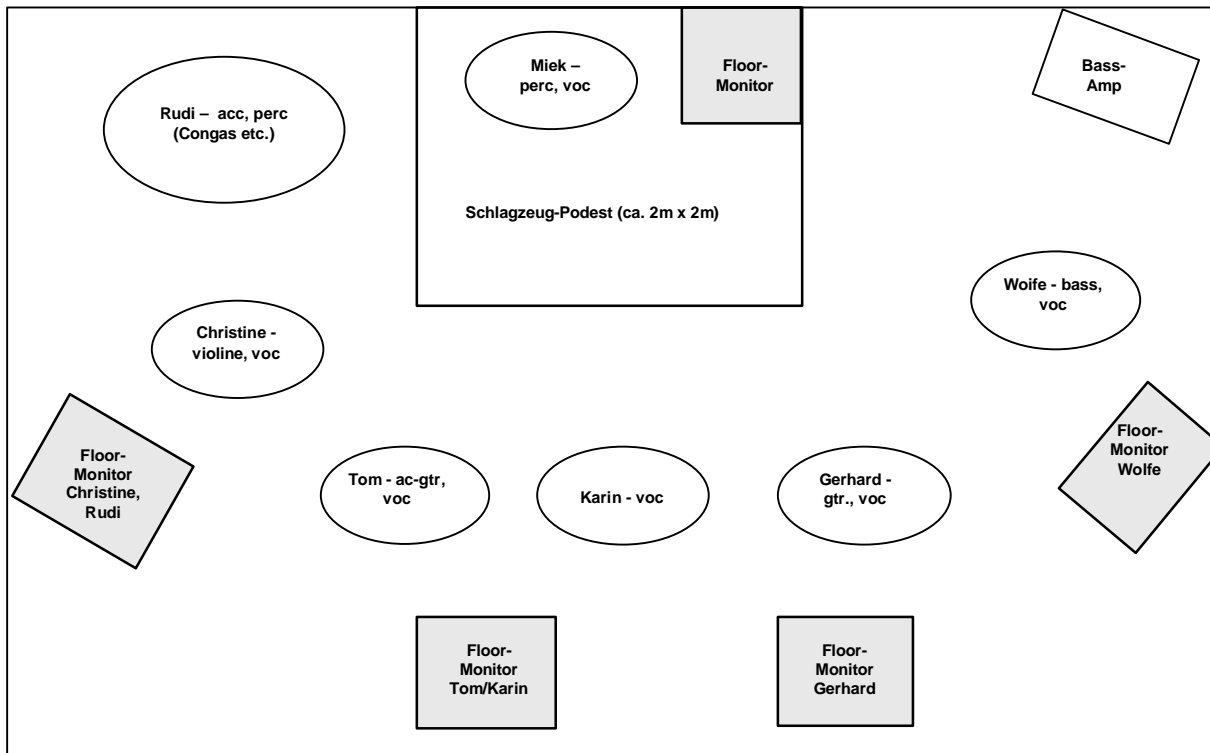 Miek –
perc, voc
Floor-
Monitor
Bass-
Amp
Rudi – acc, perc
(Congas etc.)
Schlagzeug-Podest (ca. 2m x 2m)
Woife - bass,
voc
Christine -
violine, voc
Floor-
Monitor
Christine,
Rudi
Tom - ac-gtr,
voc
Karin - voc
Gerhard -
gtr., voc
Floor-
Monitor
Wolfe
Floor-
Monitor
Tom/Karin
Floor-
Monitor
Gerhard